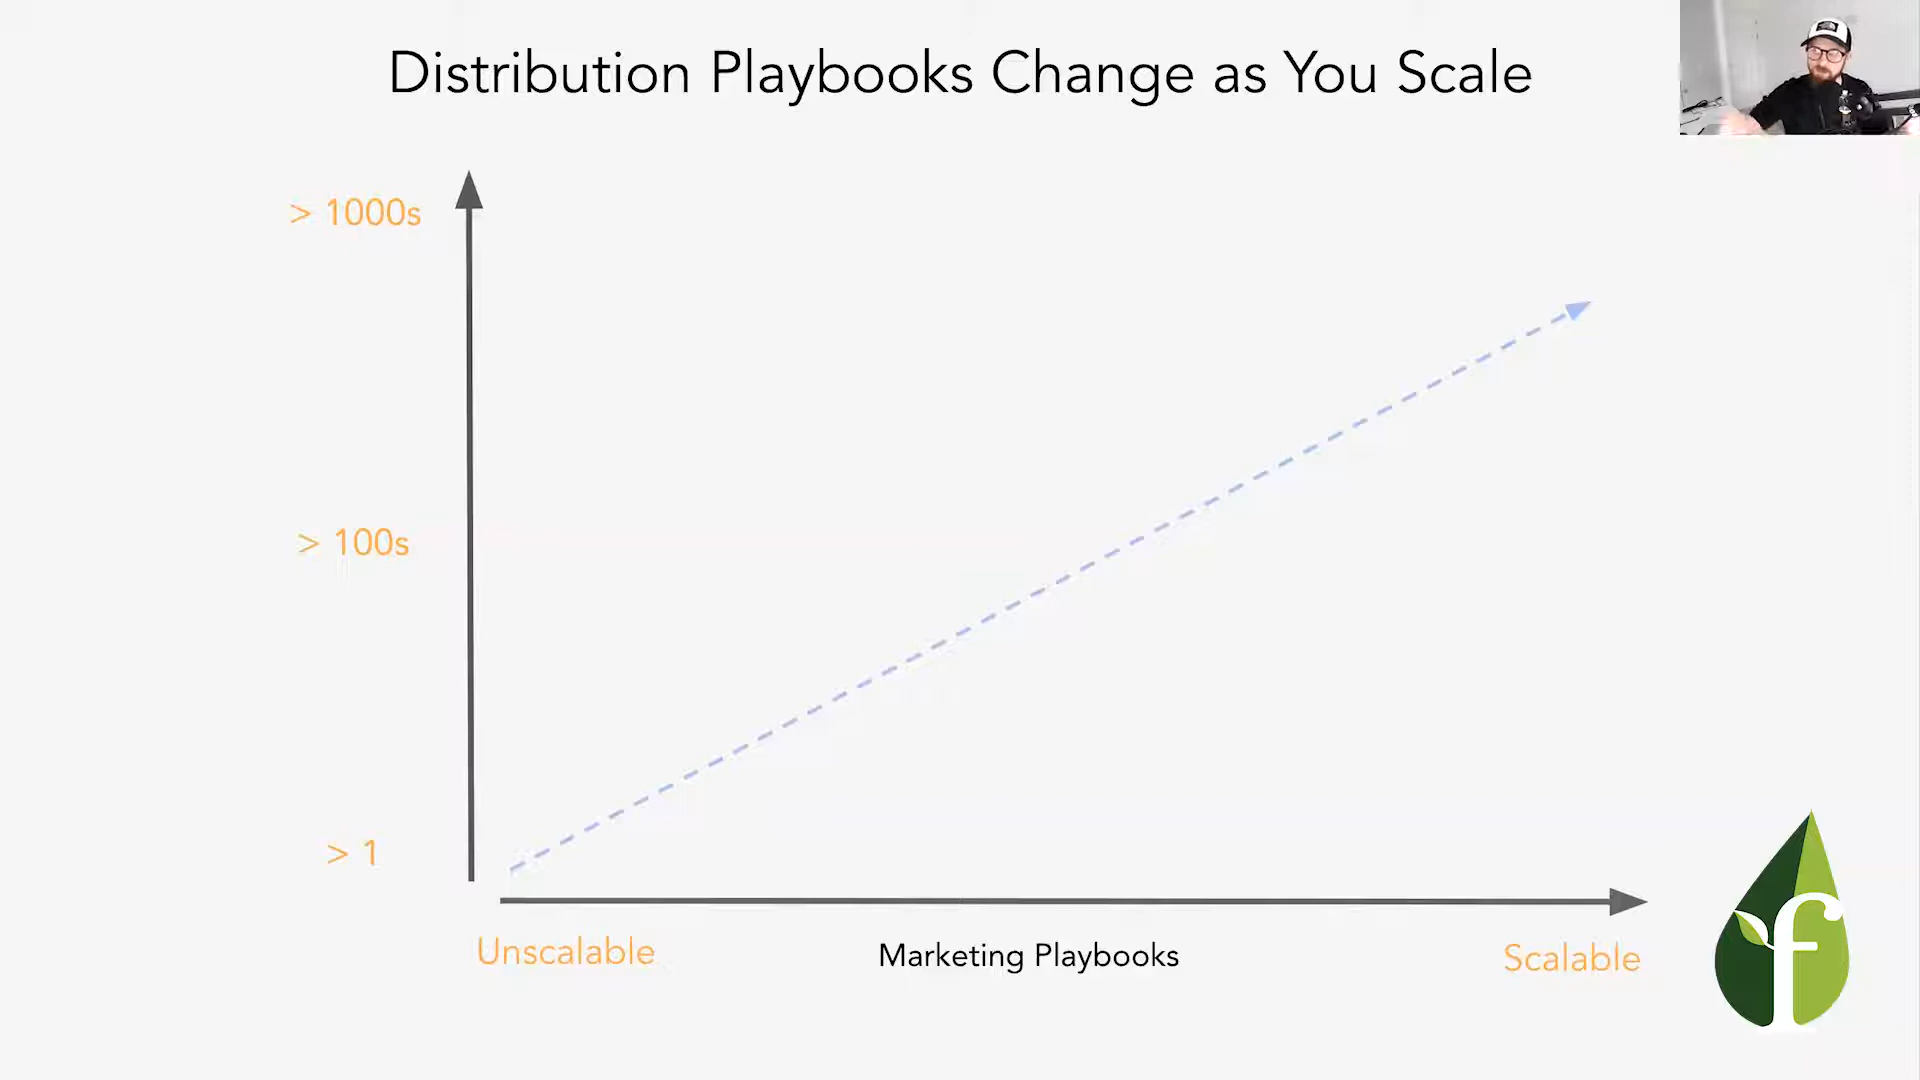 Distribution Playbooks Change as You Scale
> 1000s
> 100s
> 1
Unscalable
Marketing Playbooks
Scalable
f